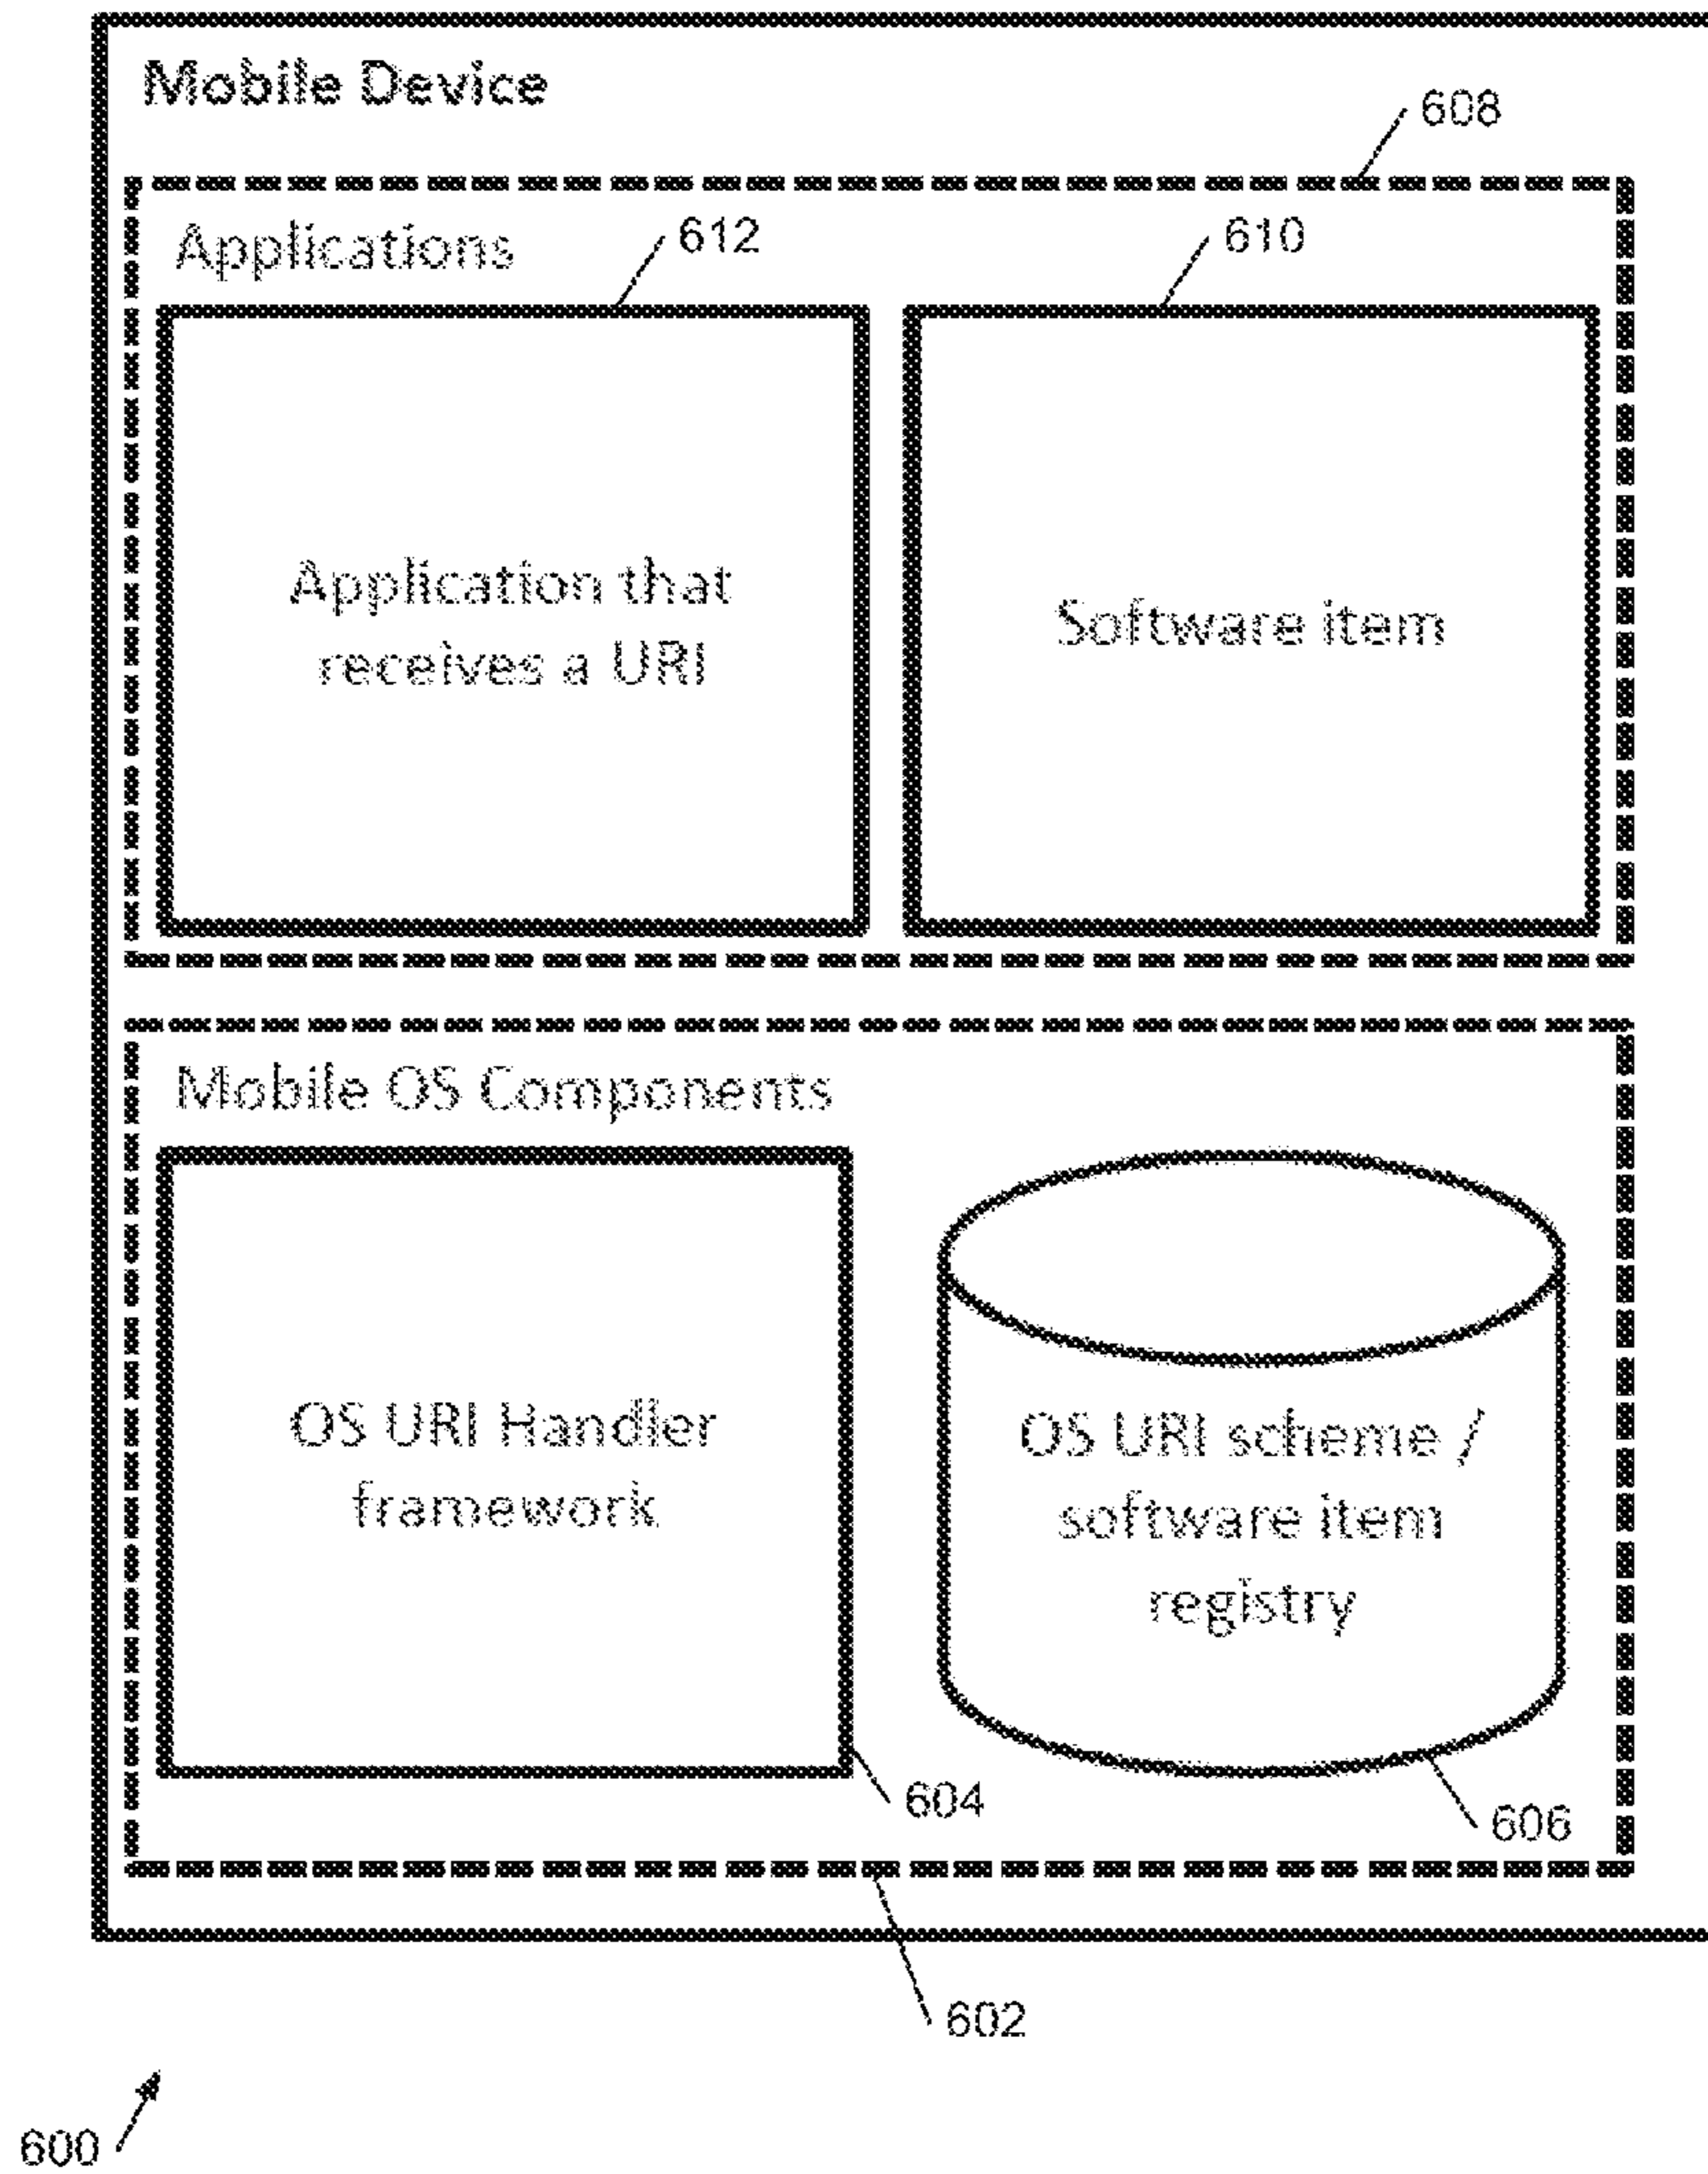 Mobile Device
608
Applications
612
610
Application that
receives a URI
Software item
Mobile OS Components
OS URI Handler
framework
OS URI scheme /
software item
registry
604
606
602
600